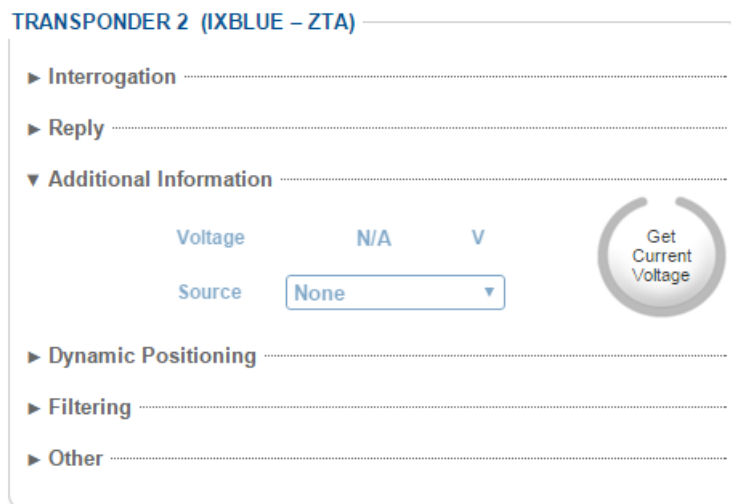 TRANSPONDER 2 (IXBLUE – ZTA)
► Interrogation
► Reply
▼ Additional Information
Voltage N/A V
Get
Current
Voltage
Source None ▼
► Dynamic Positioning
► Filtering
► Other